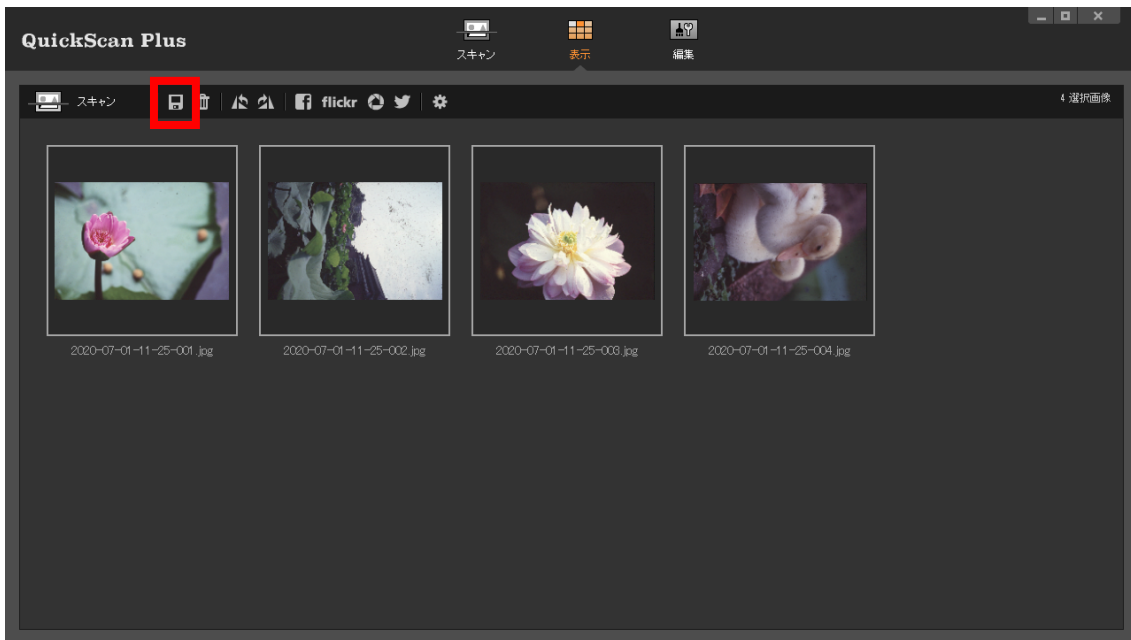 QuickScan Plus
スキャン
表示
編集
スキャン
flickr
4 選択画像
2020-07-01-11-25-001.jpg
2020-07-01-11-25-002.jpg
2020-07-01-11-25-003.jpg
2020-07-01-11-25-004.jpg